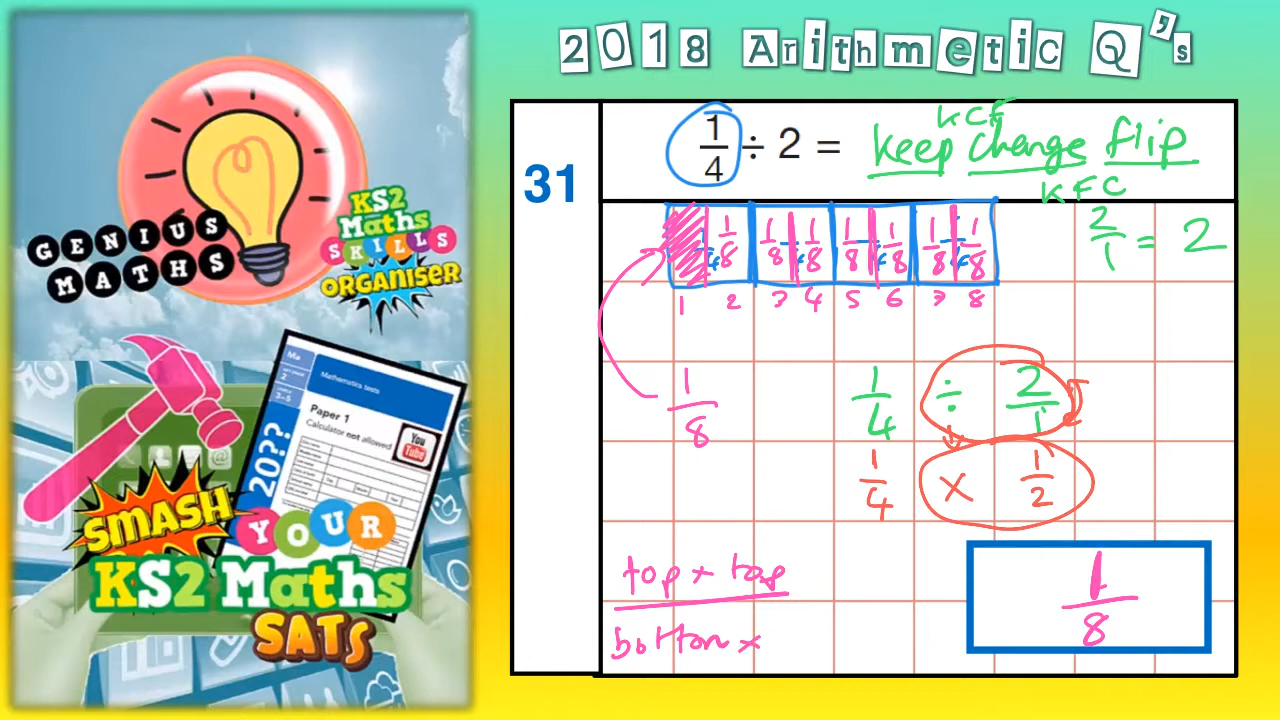 2018 Arithmetic Q's
GENIUS
MATHS
KS2
Maths
SKILLS
ORGANISER
Ma
Mathematics tests
Paper 1
Calculator not allowed
You
Tube
20??
SMASH
YOUR
KS2 Maths
SATs
31
1/4 ÷ 2 =
KCF
keep change flip
KFC
2/1 = 2
1/8 1/8 1/8 1/8 1/8 1/8 1/8
1 2 3 4 5 6 7 8
1/8
1/4 ÷ 2/1
1/4 × 1/2
top × top
bottom ×
1/8